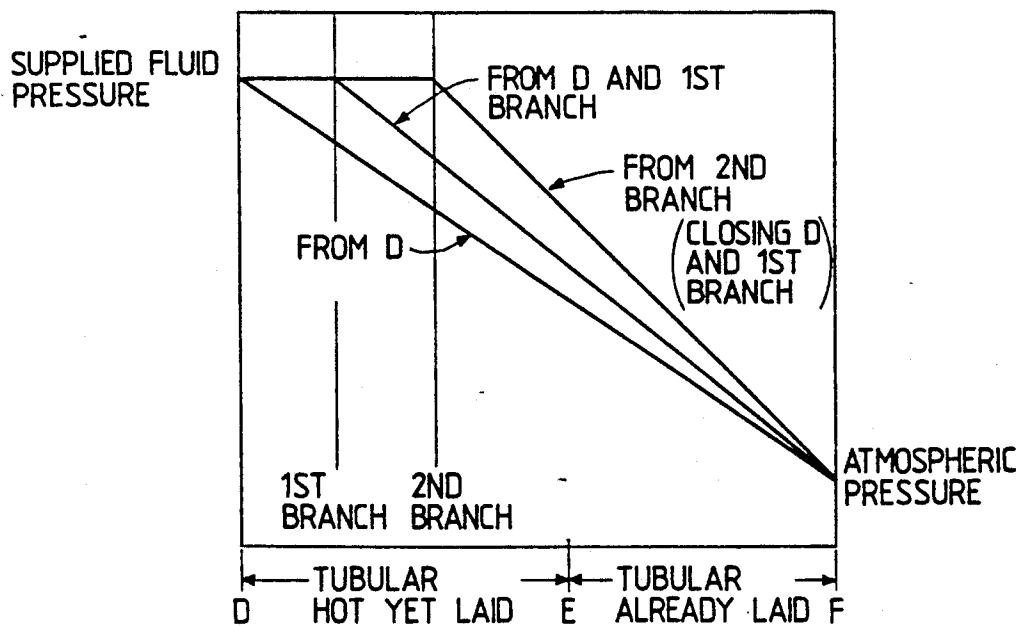 SUPPLIED FLUID
PRESSURE
FROM D AND 1ST
BRANCH
FROM 2ND
BRANCH
(CLOSING D
AND 1ST
BRANCH)
FROM D
1ST
BRANCH
2ND
BRANCH
ATMOSPHERIC
PRESSURE
TUBULAR
HOT YET LAID
TUBULAR
ALREADY LAID
D
E
F